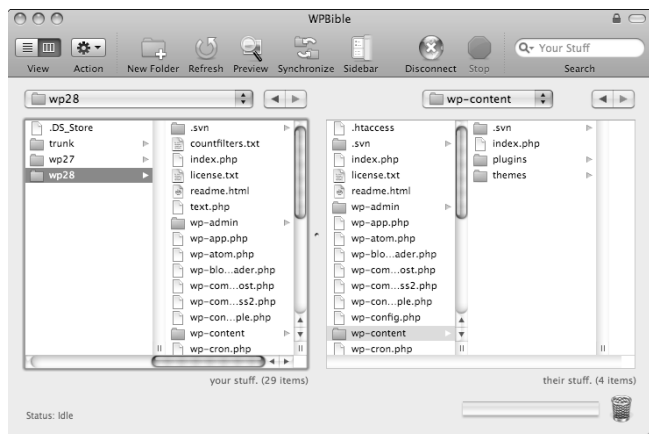 WPBible
View Action New Folder Refresh Preview Synchronize Sidebar Disconnect Stop Search
Your Stuff
wp28
wp-content
.DS_Store
trunk
wp27
wp28
.svn
countfilters.txt
index.php
license.txt
readme.html
text.php
wp-admin
wp-app.php
wp-atom.php
wp-blo...ader.php
wp-com...ost.php
wp-com...ss2.php
wp-con...ple.php
wp-content
wp-cron.php
.htaccess
.svn
index.php
license.txt
readme.html
wp-admin
wp-app.php
wp-atom.php
wp-blo...ader.php
wp-com...ost.php
wp-com...ss2.php
wp-con...ple.php
wp-config.php
wp-content
wp-cron.php
.svn
index.php
plugins
themes
your stuff. (29 items)
their stuff. (4 items)
Status: Idle